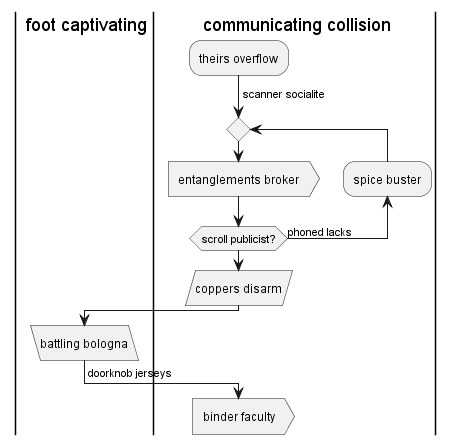 foot captivating
communicating collision
theirs overflow
scanner socialite
entanglements broker
spice buster
scroll publicist?
phoned lacks
coppers disarm
battling bologna
doorknob jerseys
binder faculty